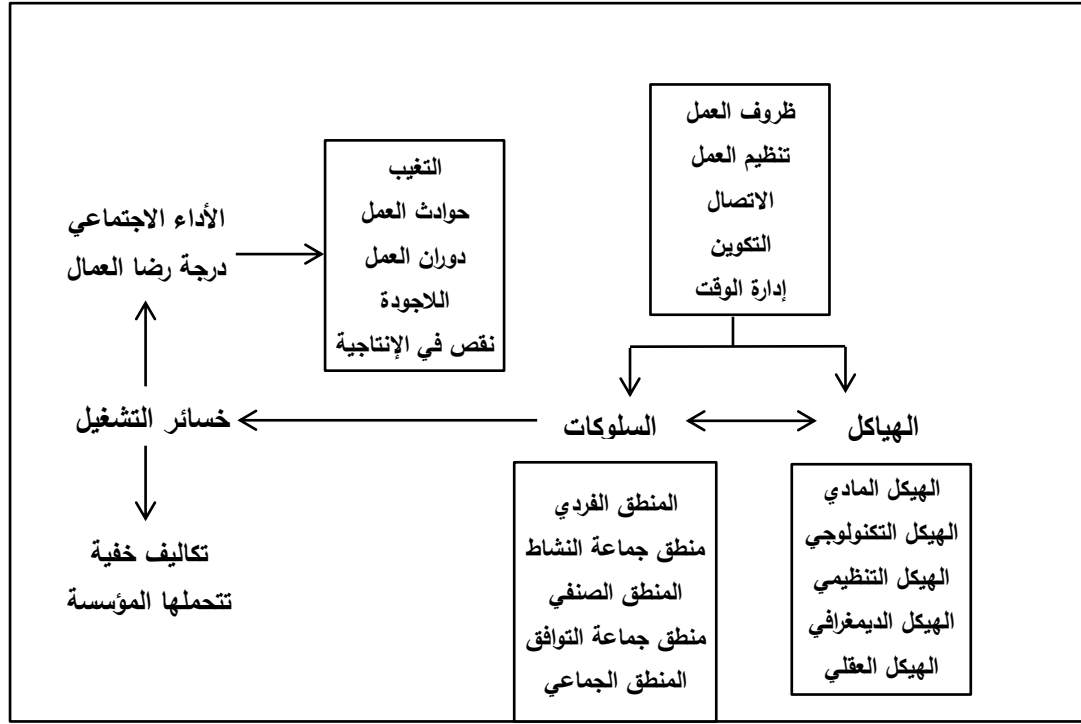 ظروف العمل
تنظيم العمل
الاتصال
التكوين
إدارة الوقت
التغيب
حوادث العمل
دوران العمل
اللاجودة
نقص في الإنتاجية
الأداء الاجتماعي
درجة رضا العمال
الهياكل
السلوكات
خسائر التشغيل
الهيكل المادي
الهيكل التكنولوجي
الهيكل التنظيمي
الهيكل الديمغرافي
الهيكل العقلي
المنطق الفردي
منطق جماعة النشاط
المنطق الصنفي
منطق جماعة التوافق
المنطق الجماعي
تكاليف خفية
تتحملها المؤسسة